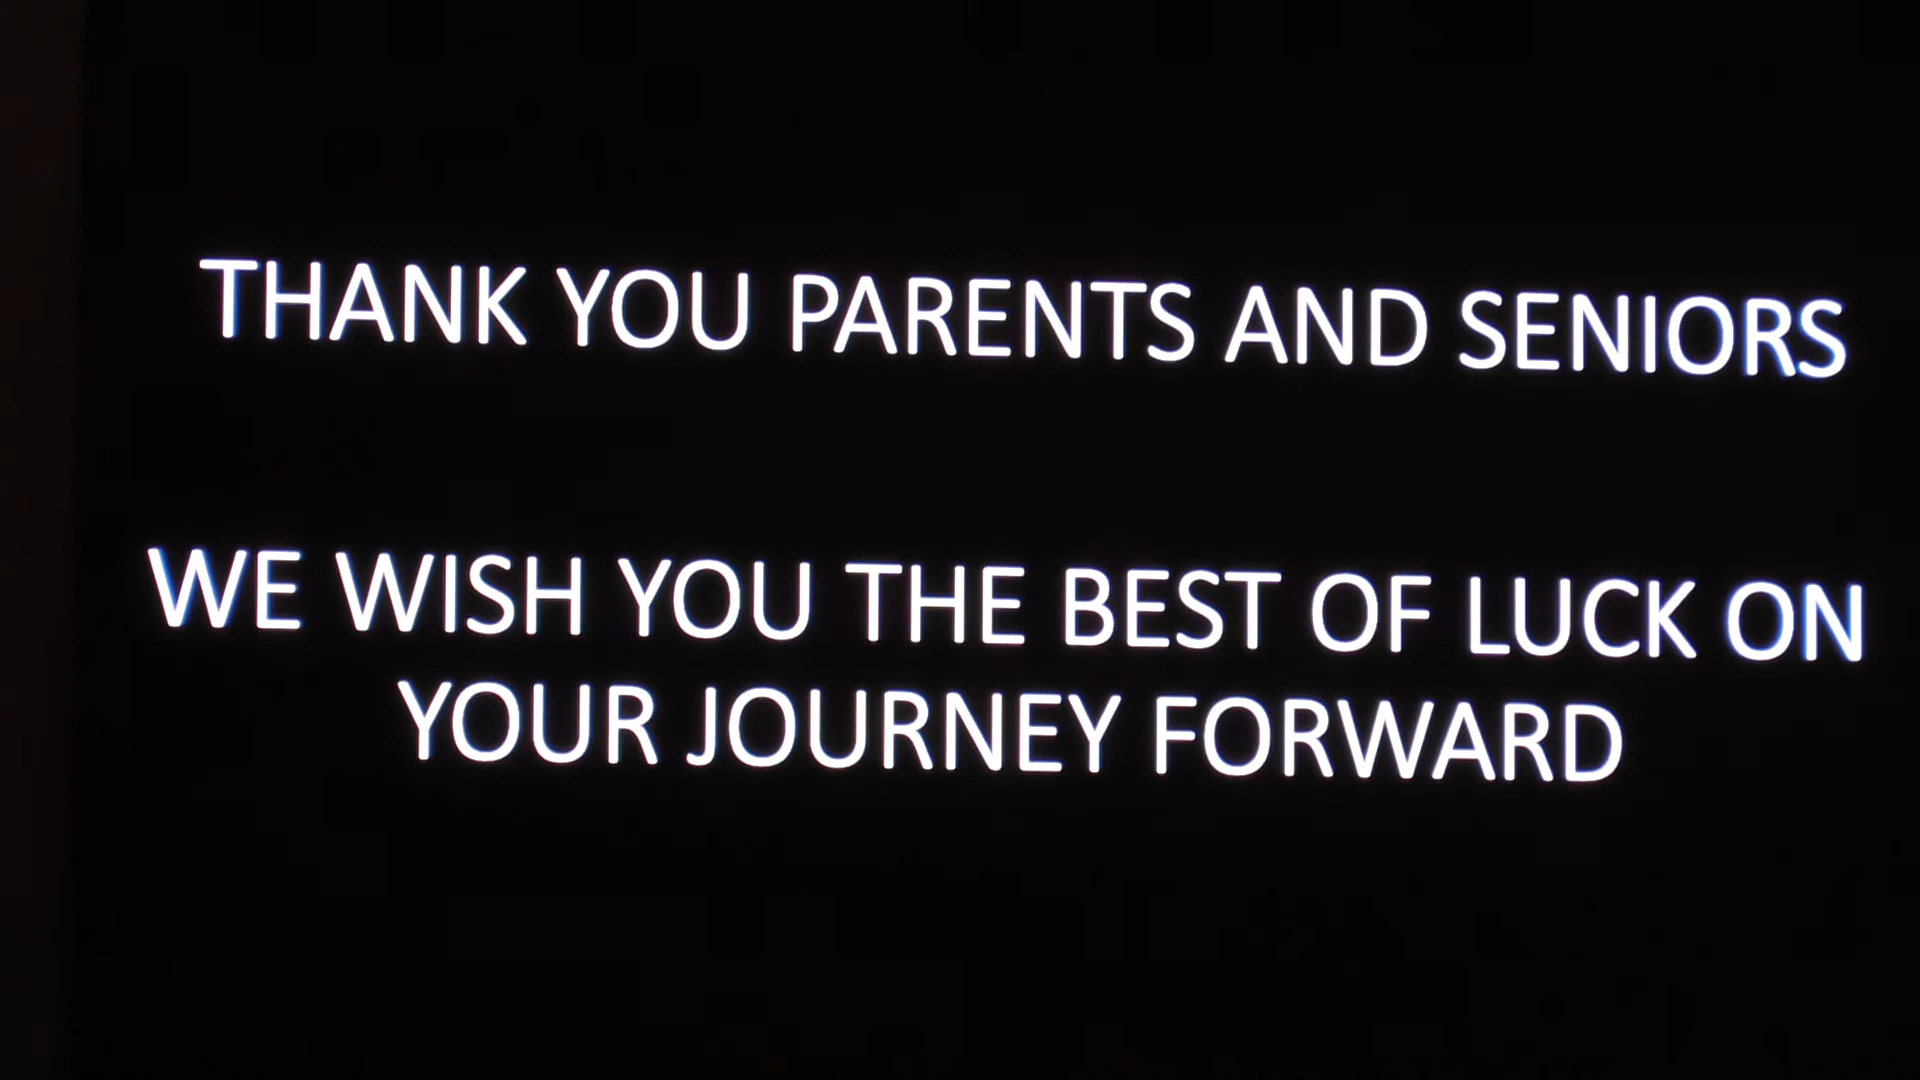 THANK YOU PARENTS AND SENIORS
WE WISH YOU THE BEST OF LUCK ON
YOUR JOURNEY FORWARD